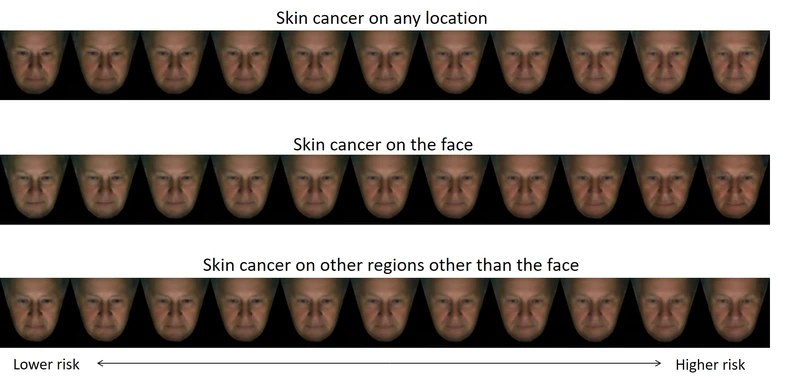 Skin cancer on any location
Skin cancer on the face
Skin cancer on other regions other than the face
Lower risk
Higher risk